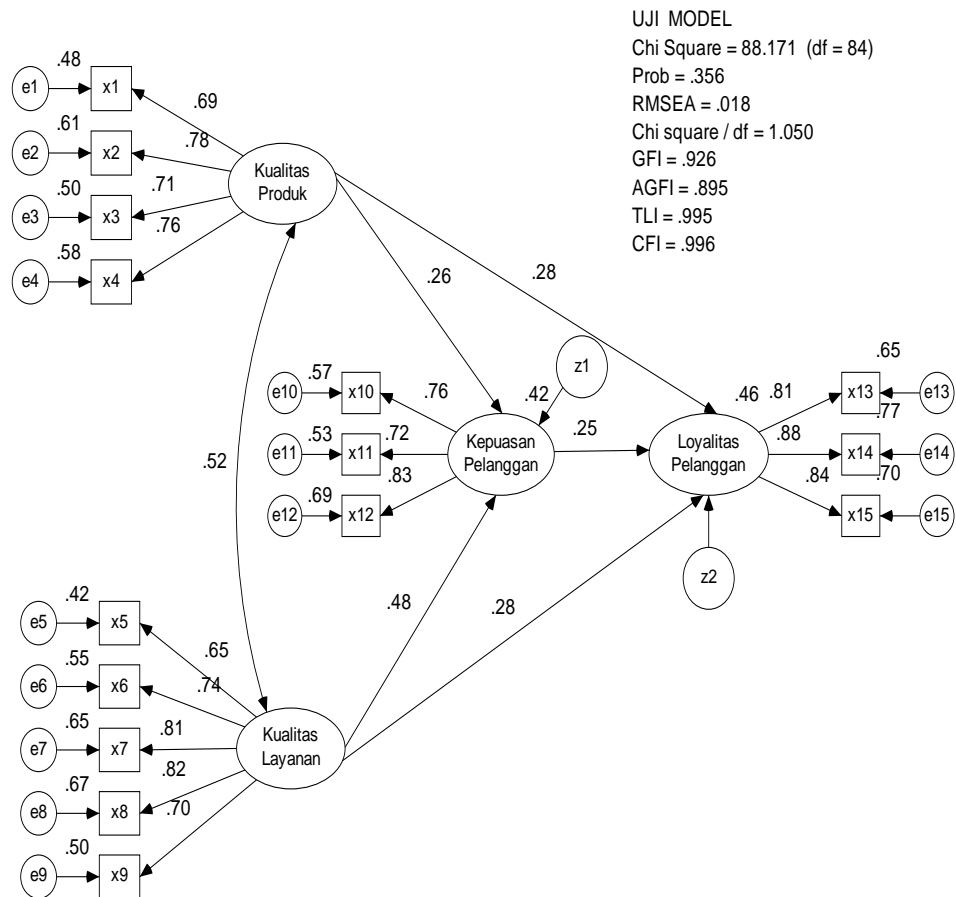 UJI MODEL
Chi Square = 88.171 (df = 84)
Prob = .356
RMSEA = .018
Chi square / df = 1.050
GFI = .926
AGFI = .895
TLI = .995
CFI = .996
.48
e1 x1
.69
.61
.78
e2 x2
.50
.71
e3 x3
.76
.58
e4 x4
Kualitas
Produk
.26
.28
.52
.57
e10 x10
.76
.53
.72
e11 x11
.83
.69
e12 x12
z1
.42
Kepuasan
Pelanggan
.25
.46
Loyalitas
Pelanggan
z2
.81
.65
x13 e13
.77
.88
x14 e14
.70
.84
x15 e15
.48
.28
.42
e5 x5
.65
.55
.74
e6 x6
.65
.81
e7 x7
.82
.67
e8 x8
.70
.50
e9 x9
Kualitas
Layanan